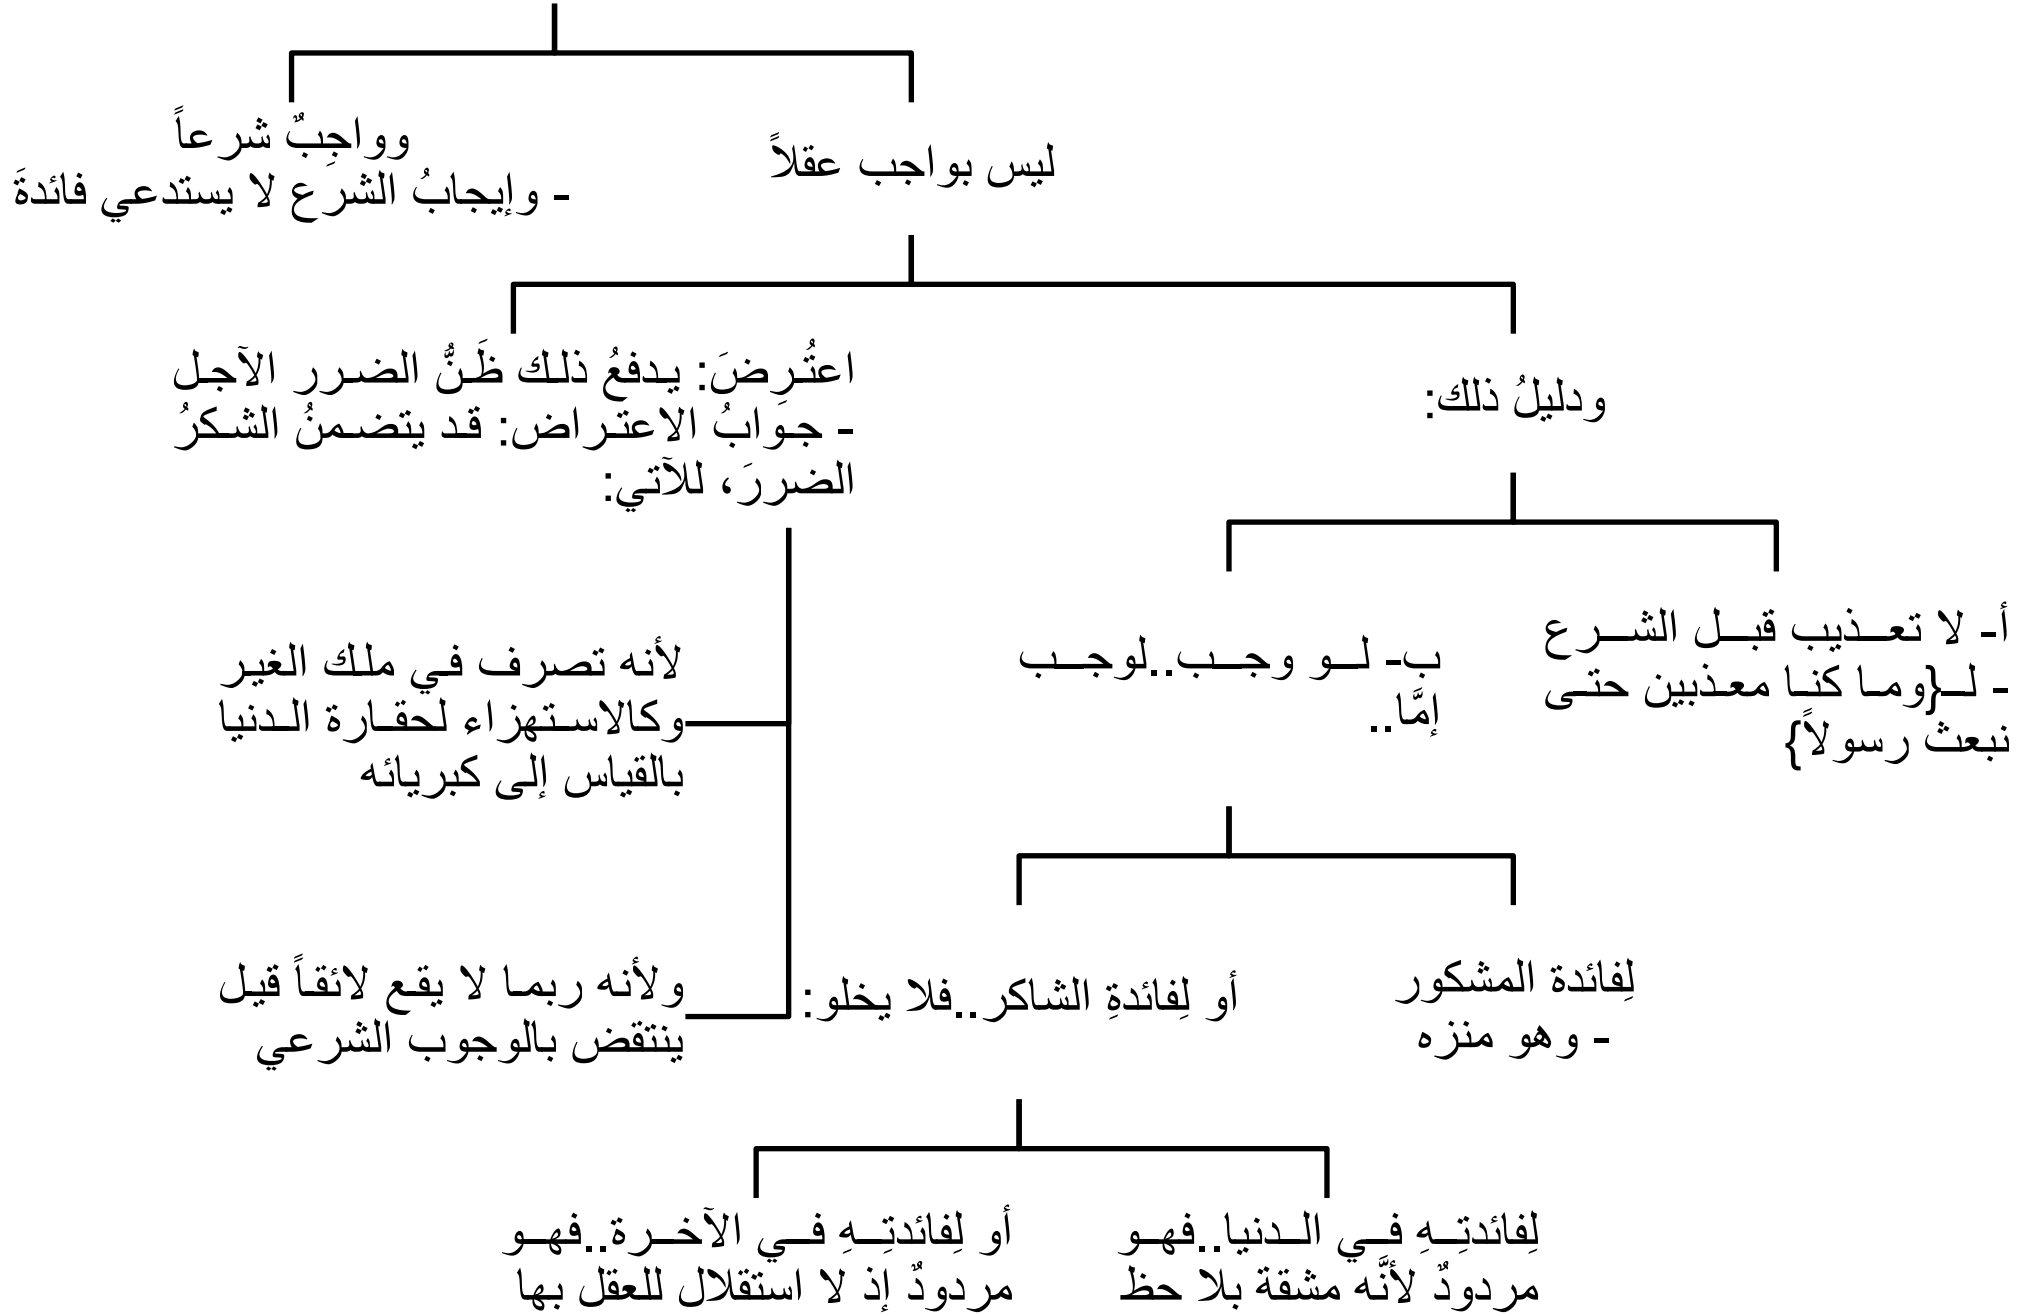 ليس بواجب عقلاً
وواجِبٌ شرعاً
- وإيجابُ الشرع لا يستدعي فائدةَ
ودليلُ ذلك:
اعتُرِضَ: يدفعُ ذلك ظَنُّ الضرر الآجل
- جوَابُ الاعتراض: قد يتضمنُ الشكرُ
الضررَ، للآتي:
أ- لا تعذيب قبل الشرع
- لـ{وما كنا معذبين حتى
نبعث رسولاً}
ب- لو وجب..لوجب
إمَّا..
لأنه تصرف في ملك الغير
وكالاستهزاء لحقارة الدنيا
بالقياس إلى كبريائه
لِفائدة المشكور
- وهو منزه
أو لِفائدةِ الشاكر..فلا يخلو:
ولأنه ربما لا يقع لائقاً قيل
ينتقض بالوجوب الشرعي
لِفائدتِهِ في الدنيا..فهو
مردودٌ لأنَّه مشقة بلا حظ
أو لِفائدتِهِ في الآخرة..فهو
مردودٌ إذ لا استقلال للعقل بها